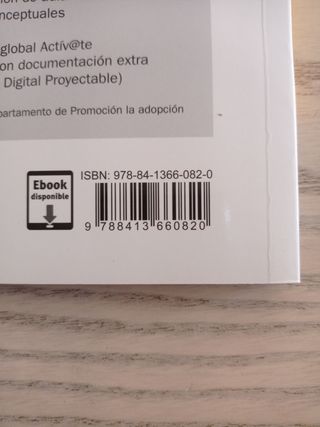 onceptuales
global Activ@te
on documentación extra
Digital Proyectable)
partamento de Promoción la adopción
ISBN: 978-84-1366-082-0
Ebook
disponible
9 788413 660820